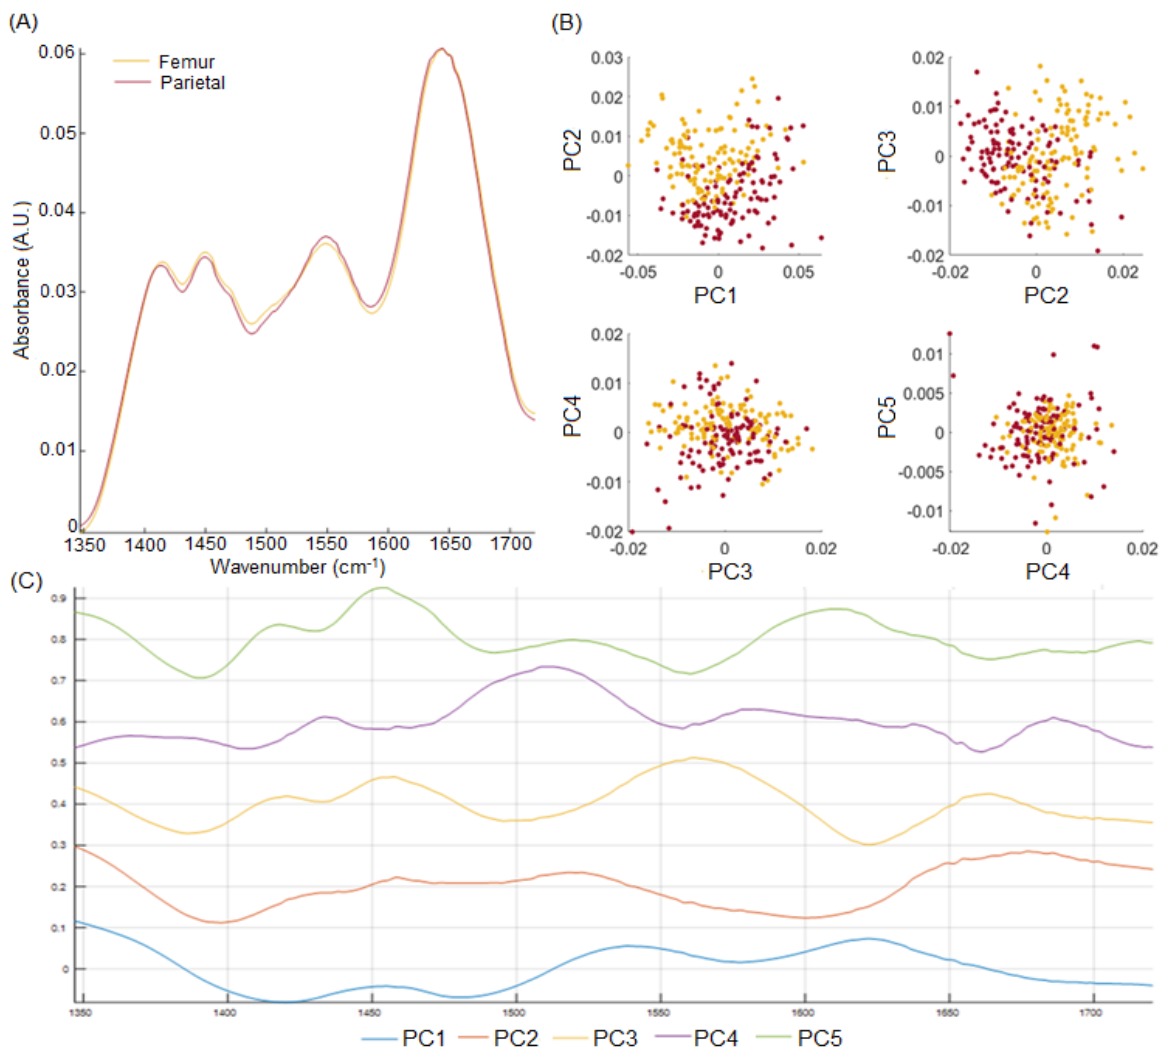 (A)
0.06
0.05
0.04
0.03
0.02
0.01
0
Absorbance (A.U.)
Femur
Parietal
1350 1400 1450 1500 1550 1600 1650 1700
Wavenumber (cm-1)
(B)
0.03
0.02
0.01
0
-0.01
-0.02
PC2
-0.05 0 0.05
PC1
0.02
0.01
0
-0.01
-0.02
PC3
-0.02 0 0.02
PC2
0.02
0.01
0
-0.01
-0.02
PC4
-0.02 0 0.02
PC3
0.01
0.005
0
-0.005
-0.01
PC5
-0.02 0 0.02
PC4
(C)
0.9
0.8
0.7
0.6
0.5
0.4
0.3
0.2
0.1
0
1350 1400 1450 1500 1550 1600 1650 1700
PC1 PC2 PC3 PC4 PC5